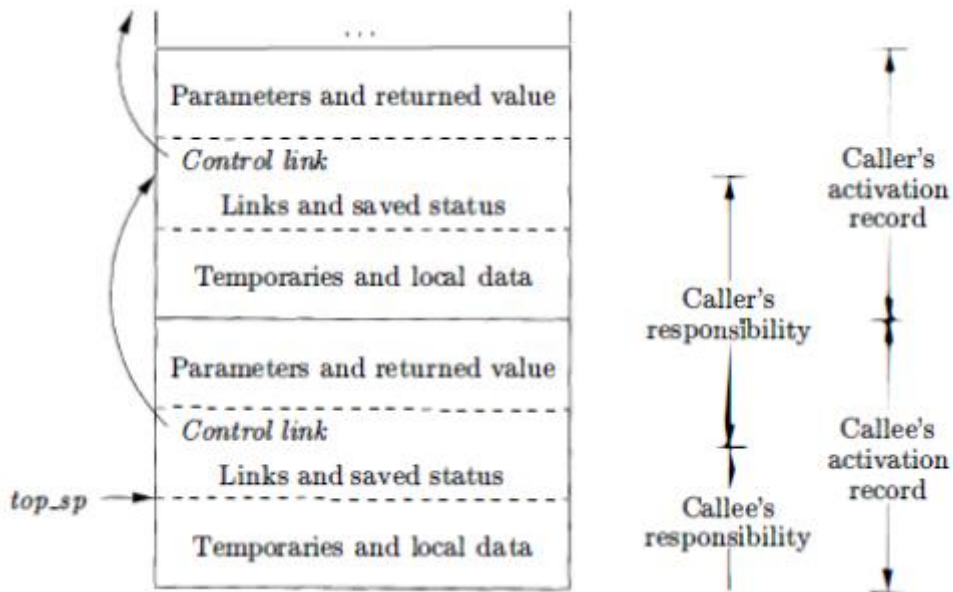 ...
Parameters and returned value
Control link
Links and saved status
Temporaries and local data
Parameters and returned value
Control link
Links and saved status
top_sp
Temporaries and local data
Caller's
responsibility
Callee's
responsibility
Caller's
activation
record
Callee's
activation
record